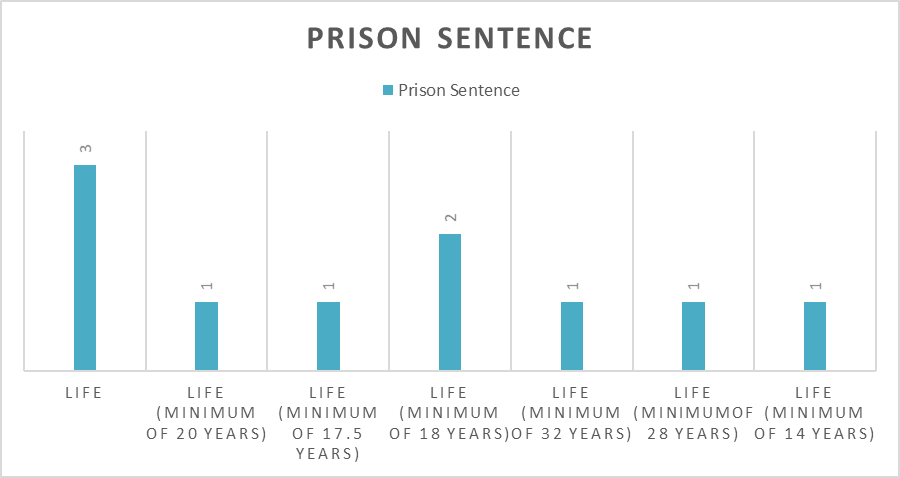 PRISON SENTENCE
Prison Sentence
3
1
1
2
1
1
1
LIFE
LIFE
(MINIMUM
OF 20 YEARS)
LIFE
(MINIMUM
OF 17.5
YEARS)
LIFE
(MINIMUM
OF 18 YEARS)
LIFE
(MINIMUM
OF 32 YEARS)
LIFE
(MINIMUMOF
28 YEARS)
LIFE
(MINIMUM
OF 14 YEARS)